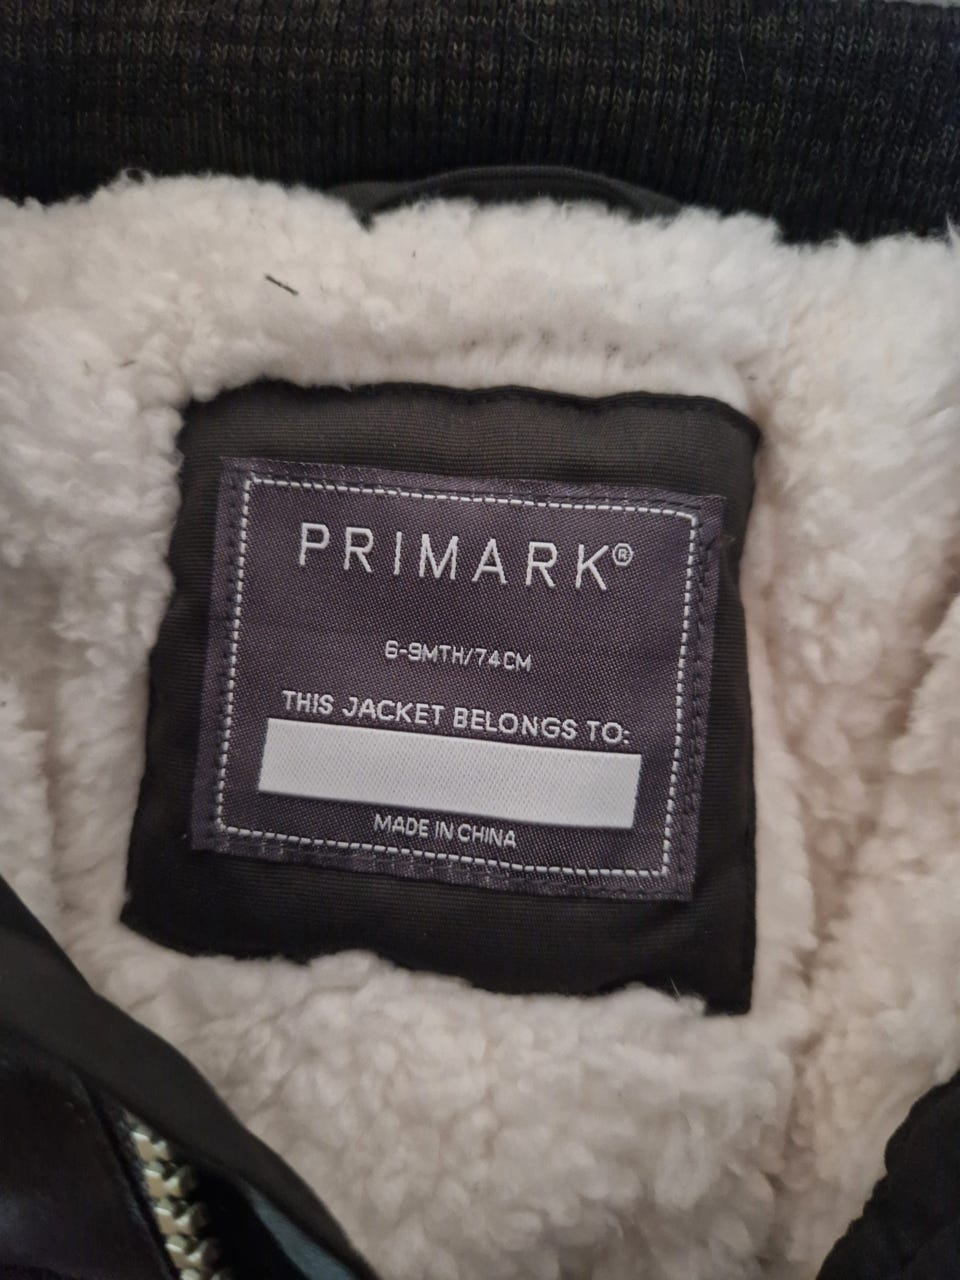 PRIMARK®
6-9MTH/74CM
THIS JACKET BELONGS TO:
MADE IN CHINA